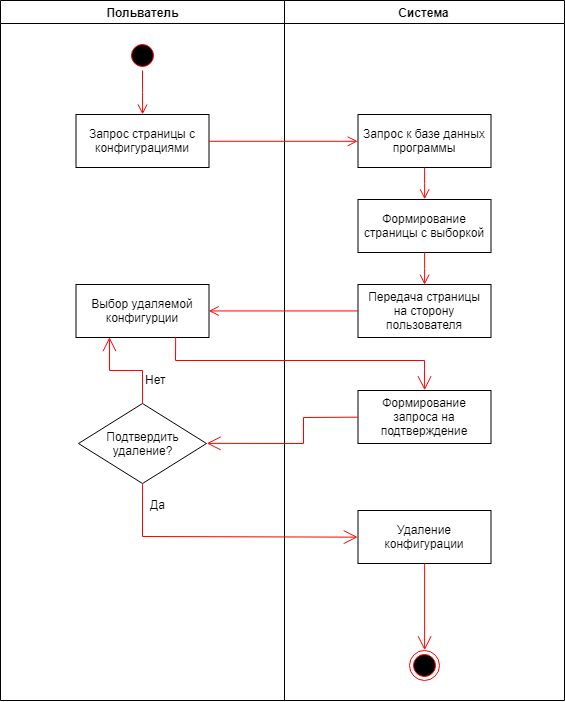 Пользватель
Система
Запрос страницы с
конфигурациями
Запрос к базе данных
программы
Формирование
страницы с выборкой
Передача страницы
на сторону
пользователя
Выбор удаляемой
конфигурции
Формирование
запроса на
подтверждение
Нет
Подтвердить
удаление?
Да
Удаление
конфигурации